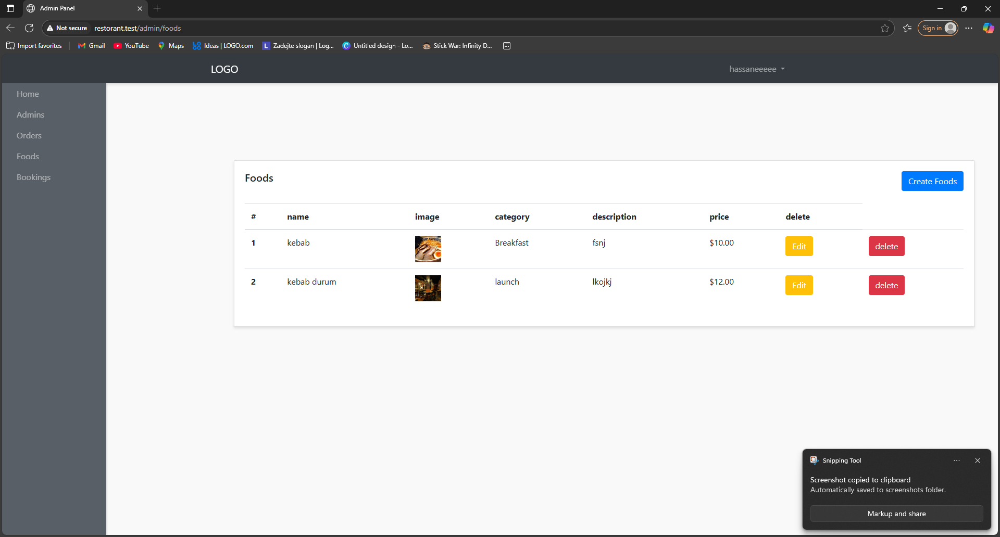 Admin Panel
Not secure restorant.test/admin/foods
Sign in
Import favorites Gmail YouTube Maps Ideas | LOGO.com Zadejte slogan | Log... Untitled design - Lo... Stick War: Infinity D...
LOGO hassaneeeee
Home
Admins
Orders
Foods
Bookings
Foods Create Foods
# name image category description price delete
1 kebab Breakfast fsnj $10.00 Edit delete
2 kebab durum launch lkojkj $12.00 Edit delete
Snipping Tool
Screenshot copied to clipboard
Automatically saved to screenshots folder.
Markup and share